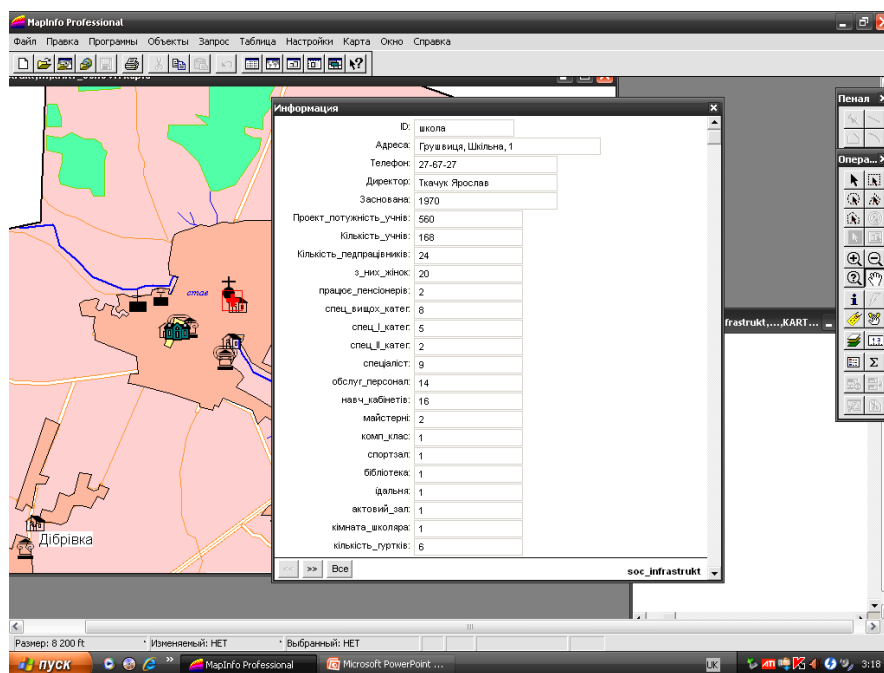 MapInfo Professional
Файл Правка Программы Объекты Запрос Таблица Настройки Карта Окно Справка
Информация
ID: школа
Адреса: Грушвиця, Шкільна, 1
Телефон: 27-67-27
Директор: Ткачук Ярослав
Заснована: 1970
Проект_потужність_учнів: 560
Кількість_учнів: 168
Кількість_педпрацівників: 24
з_них_жінок: 20
працює_пенсіонерів: 2
спец_вищох_катег: 8
спец_І_катег: 5
спец_ІІ_катег: 2
спеціаліст: 9
обслуг_персонал: 14
навч_кабінетів: 16
майстерні: 2
комп_клас: 1
спортзал: 1
бібліотека: 1
їдальня: 1
актовий_зал: 1
кімната_школяра: 1
кількість_гуртків: 6
<< >> Все soc_infrastrukt
став
Дібрівка
frastrukt,...,KART...
Пенал
Опера...
Размер: 8 200 ft Изменяемый: НЕТ Выбранный: НЕТ
пуск MapInfo Professional Microsoft PowerPoint ... UK 3:18